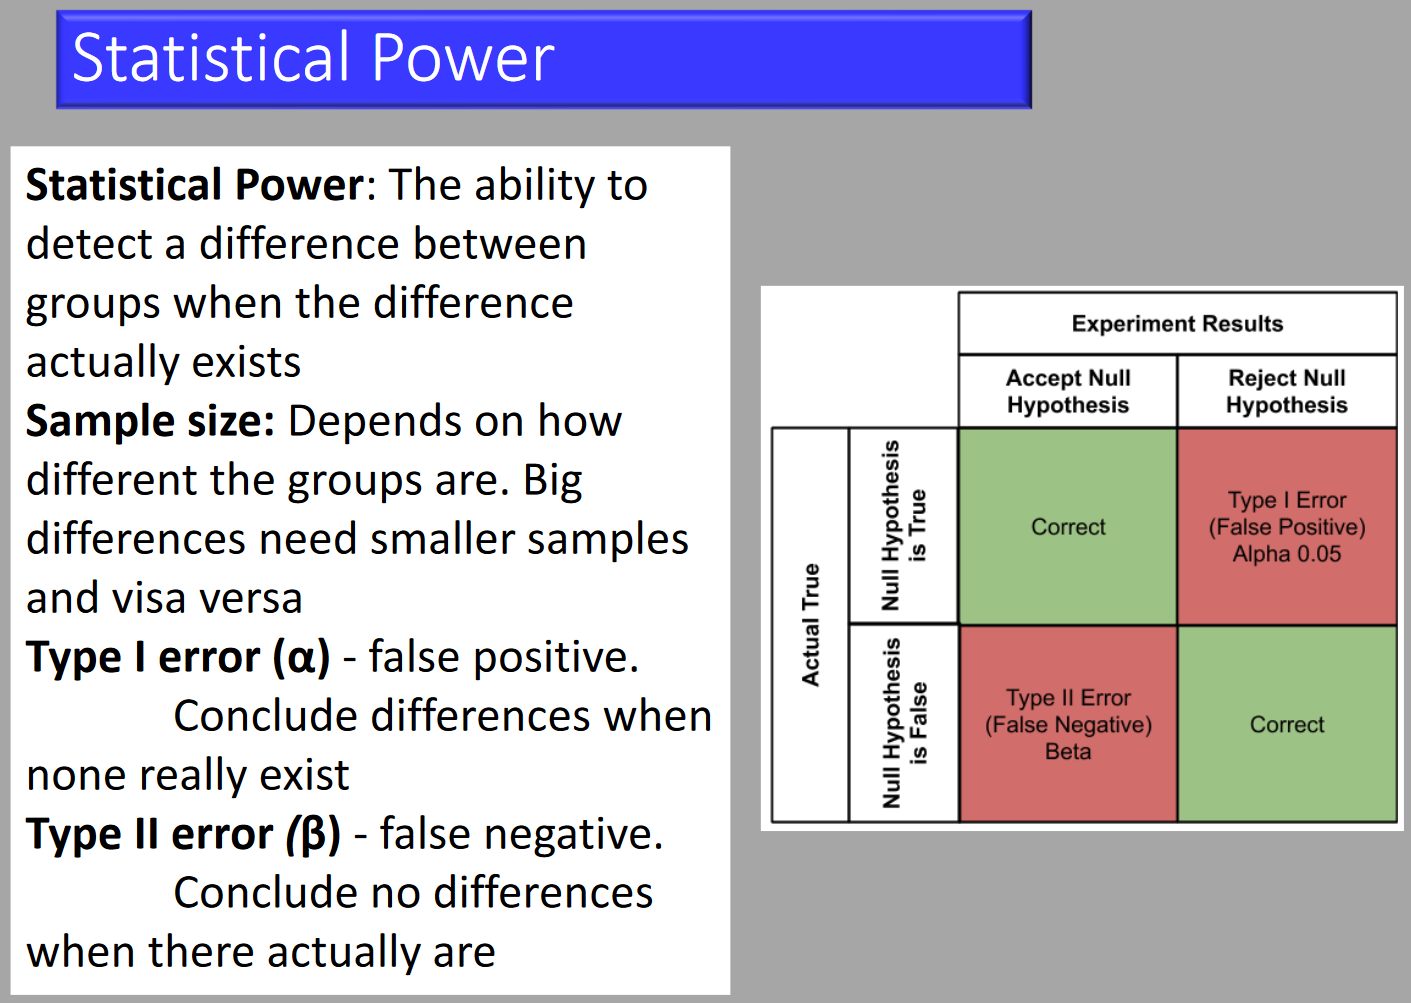 Statistical Power
Statistical Power: The ability to
detect a difference between
groups when the difference
actually exists
Sample size: Depends on how
different the groups are. Big
differences need smaller samples
and visa versa
Type I error (α) - false positive.
Conclude differences when
none really exist
Type II error (β) - false negative.
Conclude no differences
when there actually are
Experiment Results
Accept Null
Hypothesis
Reject Null
Hypothesis
Actual True
Null Hypothesis
is True
Correct
Type I Error
(False Positive)
Alpha 0.05
Null Hypothesis
is False
Type II Error
(False Negative)
Beta
Correct